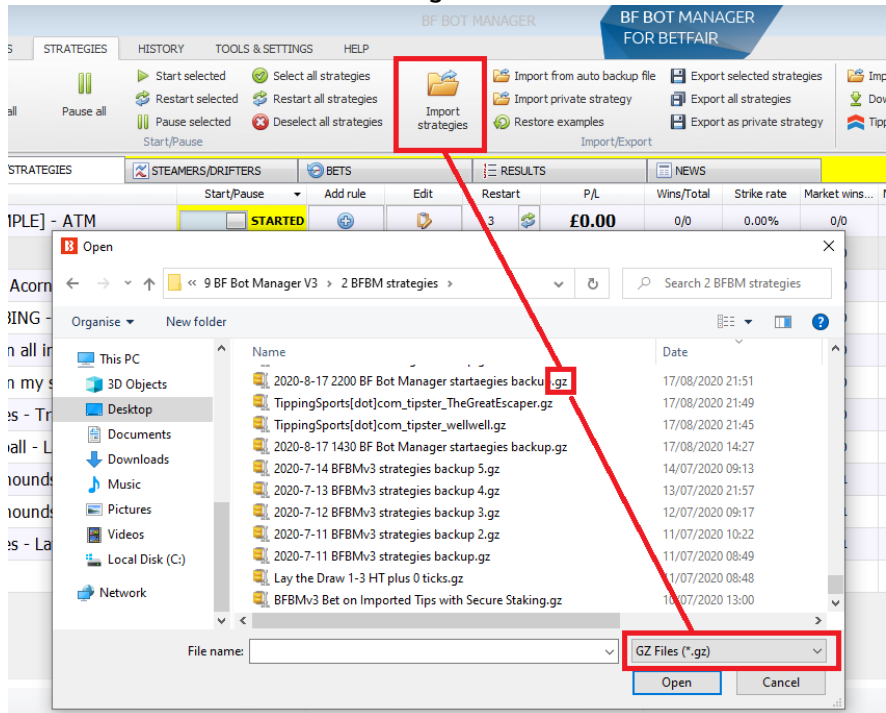 BF BOT MANAGER
BF BOT MANAGER
FOR BETFAIR
S STRATEGIES HISTORY TOOLS & SETTINGS HELP
Start selected Select all strategies Import from auto backup file Export selected strategies Imp
all Pause all Restart selected Restart all strategies Import strategies Import private strategy Export all strategies Dow
Pause selected Deselect all strategies Restore examples Export as private strategy Tipp
Start/Pause Import/Export
STRATEGIES STEAMERS/DRIFTERS BETS RESULTS NEWS
Start/Pause Add rule Edit Restart P/L Wins/Total Strike rate Market wins...
MPLE] - ATM STARTED 3 £0.00 0/0 0.00% 0/0
Open
Acorn « 9 BF Bot Manager V3 › 2 BFBM strategies › Search 2 BFBM strategies
BING - Organise New folder
n all in This PC Name Date
n my s 3D Objects 2020-8-17 2200 BF Bot Manager startaegies backup.gz 17/08/2020 21:51
TippingSports[dot]com_tipster_TheGreatEscaper.gz 17/08/2020 21:49
es - Tr Desktop TippingSports[dot]com_tipster_wellwell.gz 17/08/2020 21:45
ball - L Documents 2020-8-17 1430 BF Bot Manager startaegies backup.gz 17/08/2020 14:27
Downloads 2020-7-14 BFBMv3 strategies backup 5.gz 14/07/2020 09:13
hounds Music 2020-7-13 BFBMv3 strategies backup 4.gz 13/07/2020 21:57
hounds Pictures 2020-7-12 BFBMv3 strategies backup 3.gz 12/07/2020 09:17
es - La Videos 2020-7-11 BFBMv3 strategies backup 2.gz 11/07/2020 10:22
Local Disk (C:) 2020-7-11 BFBMv3 strategies backup.gz 11/07/2020 08:49
Network Lay the Draw 1-3 HT plus 0 ticks.gz 11/07/2020 08:48
BFBMv3 Bet on Imported Tips with Secure Staking.gz 10/07/2020 13:00
File name: GZ Files (*.gz)
Open Cancel